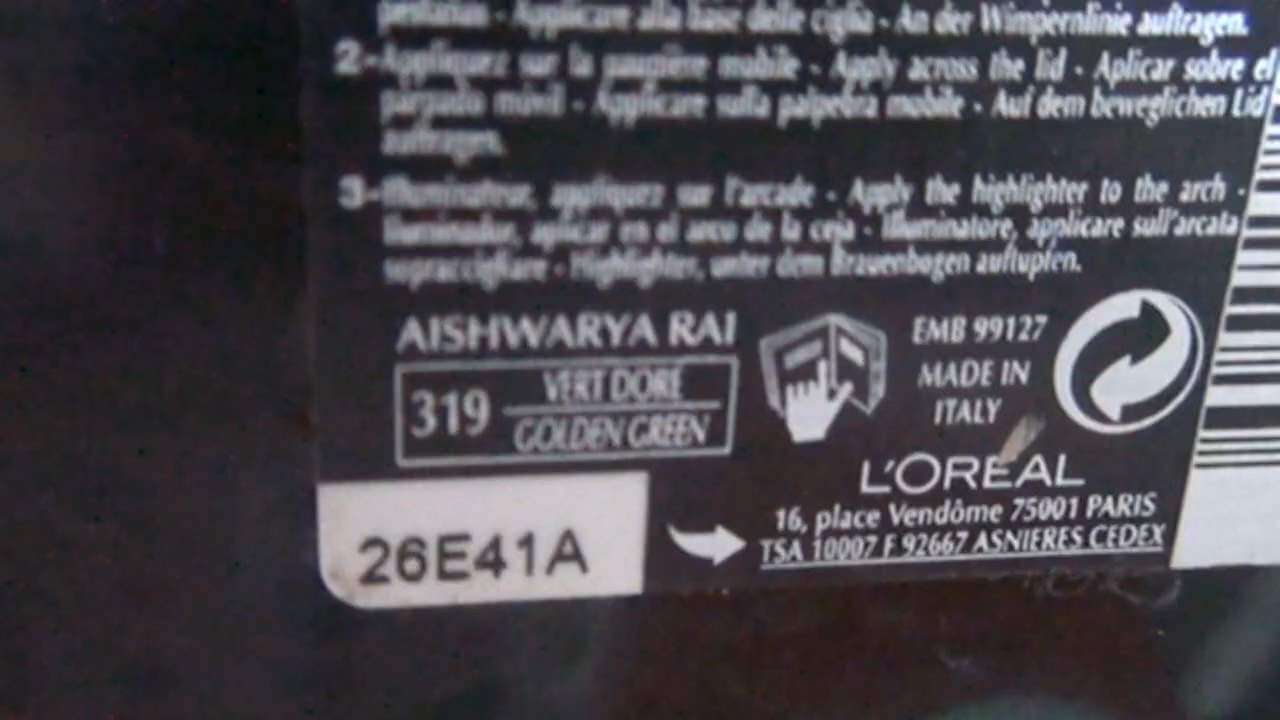 - Applicare alla base delle ciglia - An der Wimpernlinie auftragen.
2-Appliquez sur la paupière mobile - Apply across the lid - Aplicar sobre el
párpado móvil - Applicare sulla palpebra mobile - Auf dem beweglichen Lid
auftragen.
3-Illuminateur, appliquez sur l'arcade - Apply the highlighter to the arch -
Iluminador, aplicar en el arco de la ceja - Illuminatore, applicare sull'arcata
sopraccigliare - Highlighter, unter dem Brauenbogen auftupfen.
AISHWARYA RAI
319 VERT DORÉ
GOLDEN GREEN
EMB 99127
MADE IN
ITALY
L'ORÉAL
16, place Vendôme 75001 PARIS
TSA 10007 F 92667 ASNIERES CEDEX
26E41A